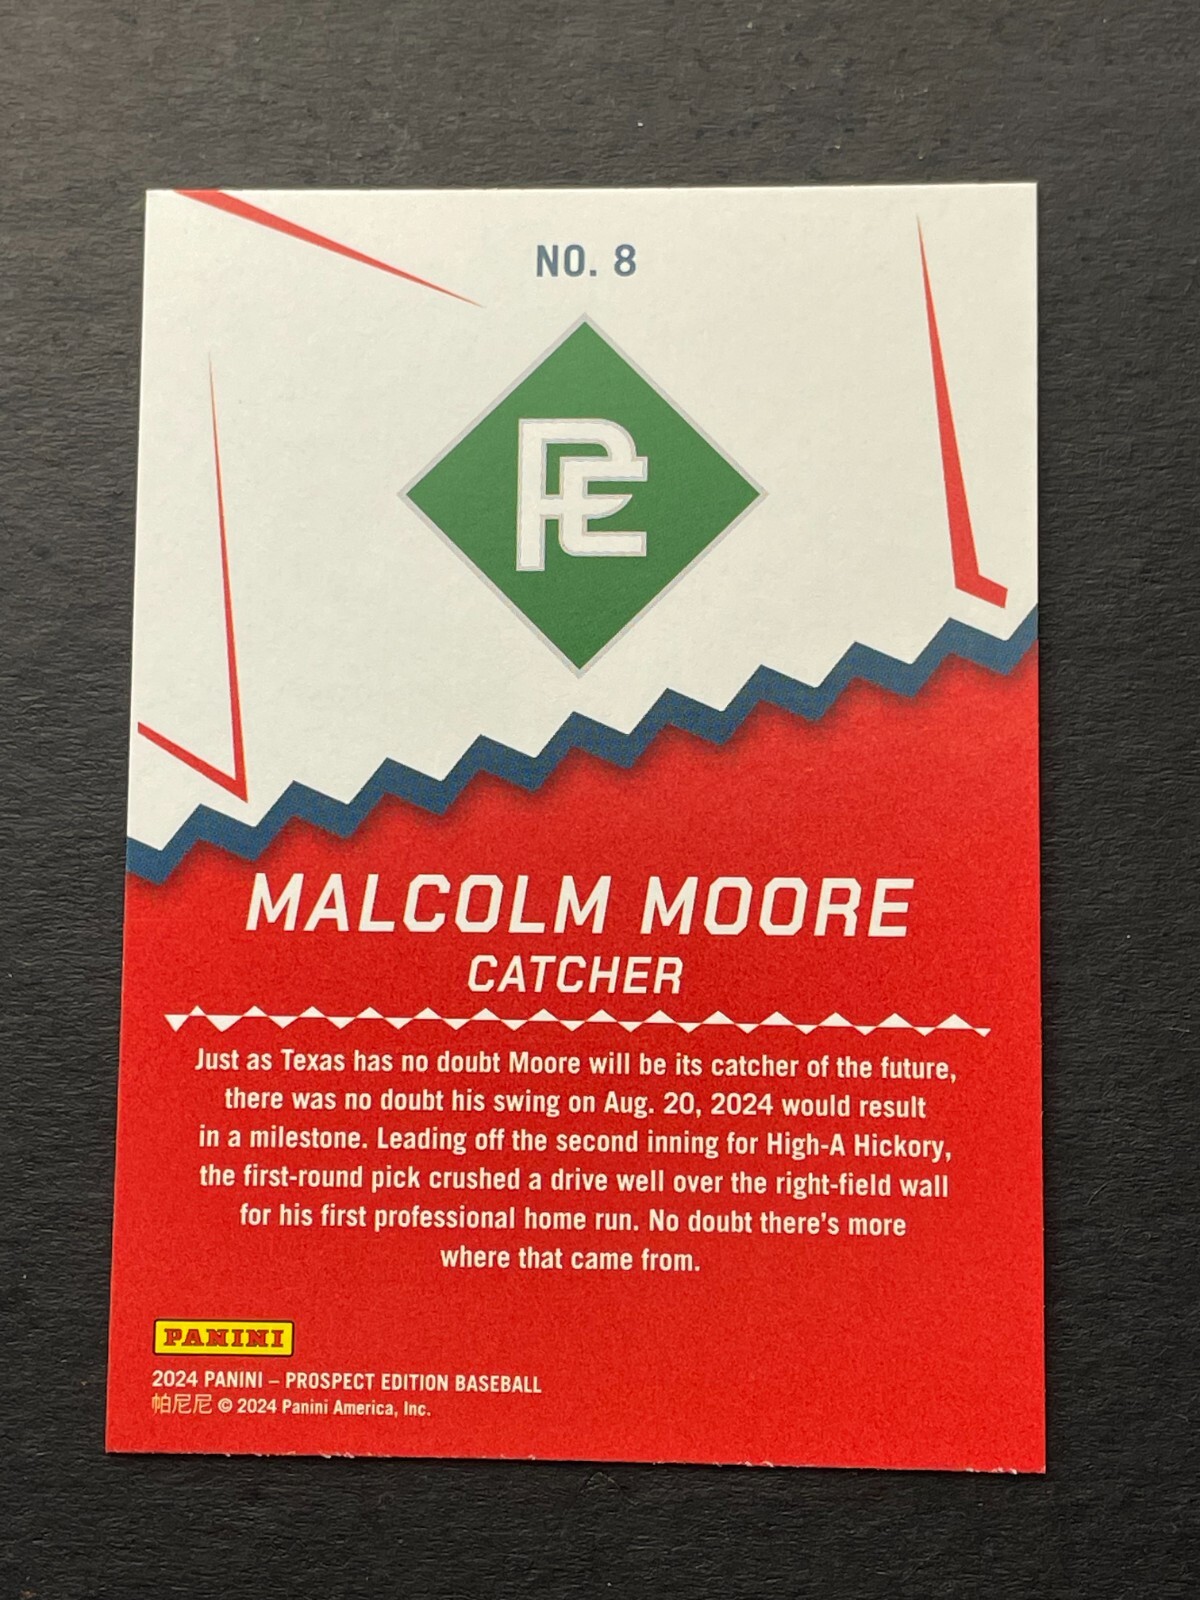 NO. 8
PE
MALCOLM MOORE
CATCHER
Just as Texas has no doubt Moore will be its catcher of the future,
there was no doubt his swing on Aug. 20, 2024 would result
in a milestone. Leading off the second inning for High-A Hickory,
the first-round pick crushed a drive well over the right-field wall
for his first professional home run. No doubt there's more
where that came from.
PANINI
2024 PANINI – PROSPECT EDITION BASEBALL
帕尼尼 © 2024 Panini America, Inc.